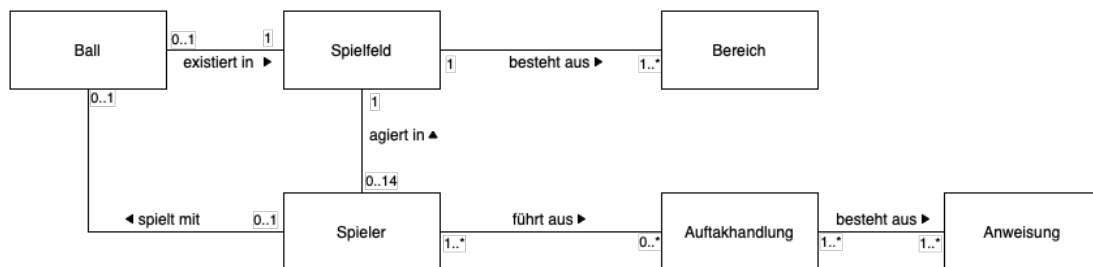 Ball
0..1
1
existiert in ▶
Spielfeld
1
besteht aus ▶
1..*
Bereich
0..1
1
agiert in ▲
0..14
◀ spielt mit
0..1
Spieler
1..*
führt aus ▶
0..*
Auftakhandlung
1..*
besteht aus ▶
1..*
Anweisung